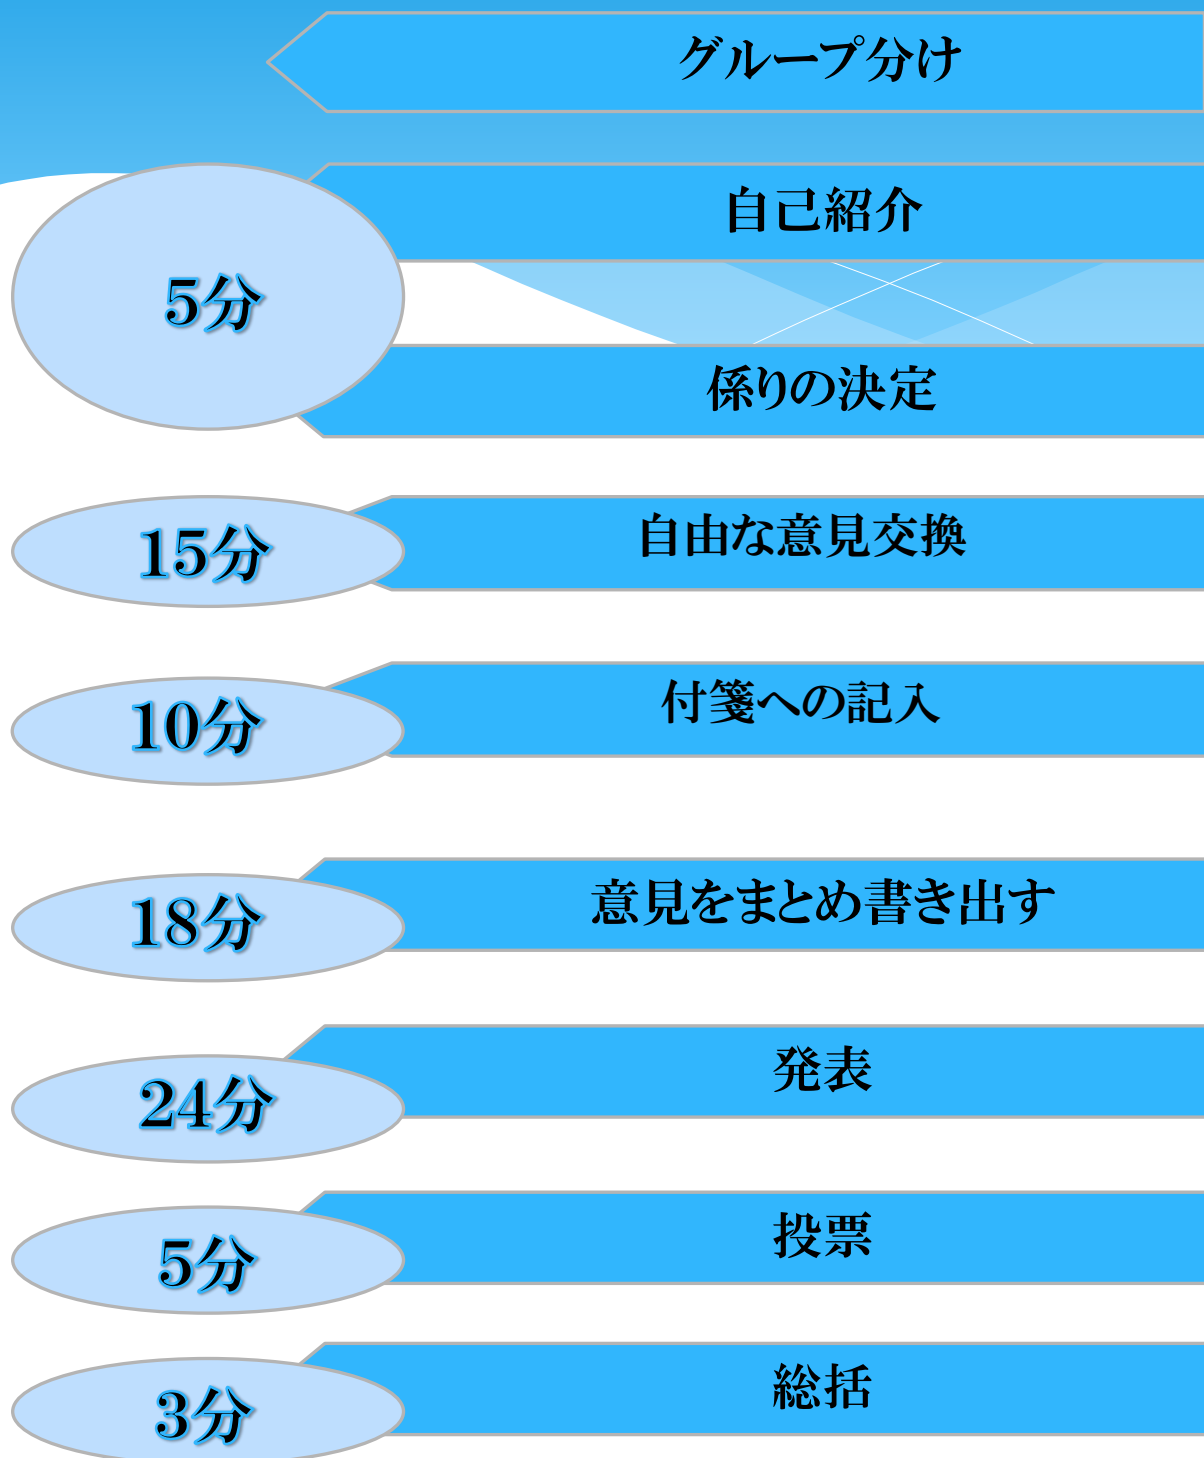 グループ分け
自己紹介
5分
係りの決定
15分
自由な意見交換
10分
付箋への記入
18分
意見をまとめ書き出す
24分
発表
5分
投票
3分
総括